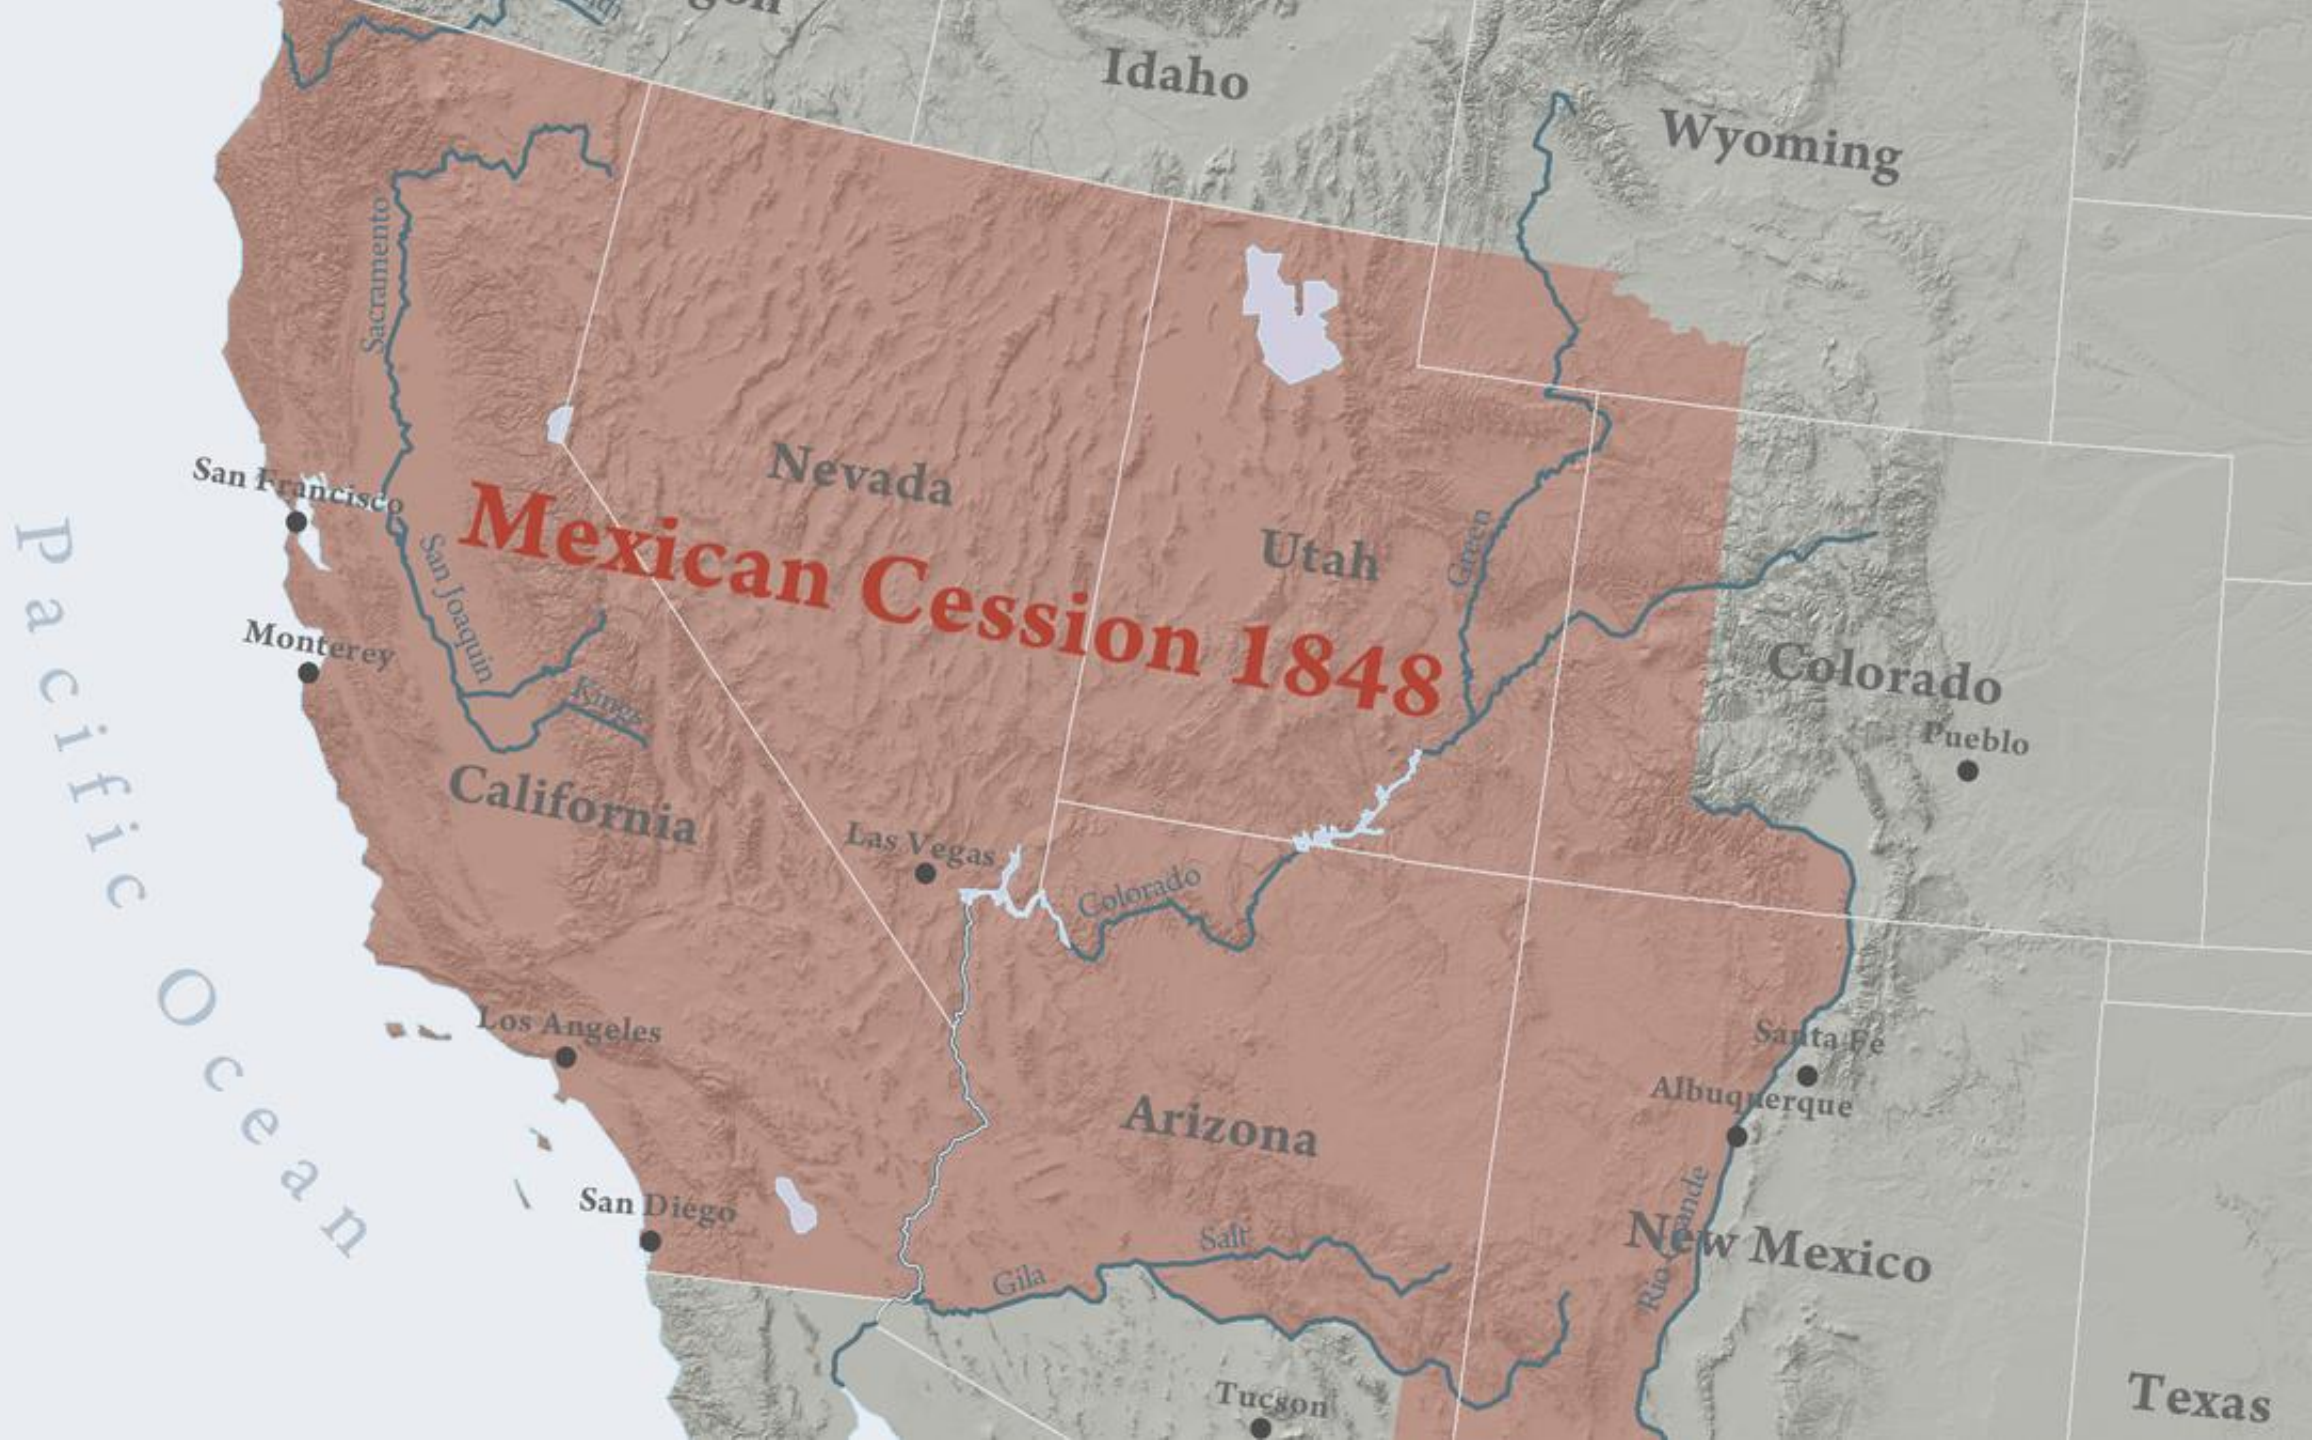 Idaho
Wyoming
Sacramento
San Francisco
Nevada
Utah
Green
Mexican Cession 1848
San Joaquin
Monterey
Kings
Colorado
Pueblo
California
Las Vegas
Colorado
Pacific Ocean
Los Angeles
Santa Fe
Albuquerque
Arizona
San Diego
Rio Grande
New Mexico
Salt
Gila
Tucson
Texas